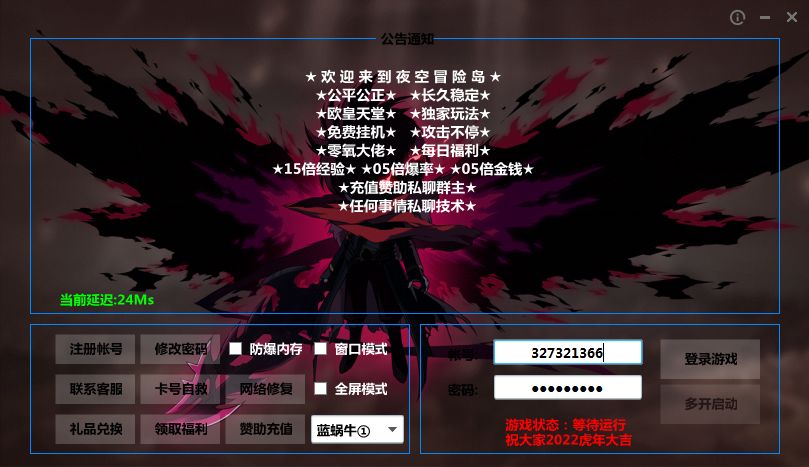 公告通知
★ 欢 迎 来 到 夜 空 冒 险 岛 ★
★公平公正★ ★长久稳定★
★欧皇天堂★ ★独家玩法★
★免费挂机★ ★攻击不停★
★零氪大佬★ ★每日福利★
★15倍经验★ ★05倍爆率★ ★05倍金钱★
★充值赞助私聊群主★
★任何事情私聊技术★
当前延迟:24Ms
注册帐号 修改密码 防爆内存 窗口模式
联系客服 卡号自救 网络修复 全屏模式
礼品兑换 领取福利 赞助充值 蓝蜗牛①
帐号: 327321366 登录游戏
密码: ●●●●●●●●● 多开启动
游戏状态：等待运行
祝大家2022虎年大吉